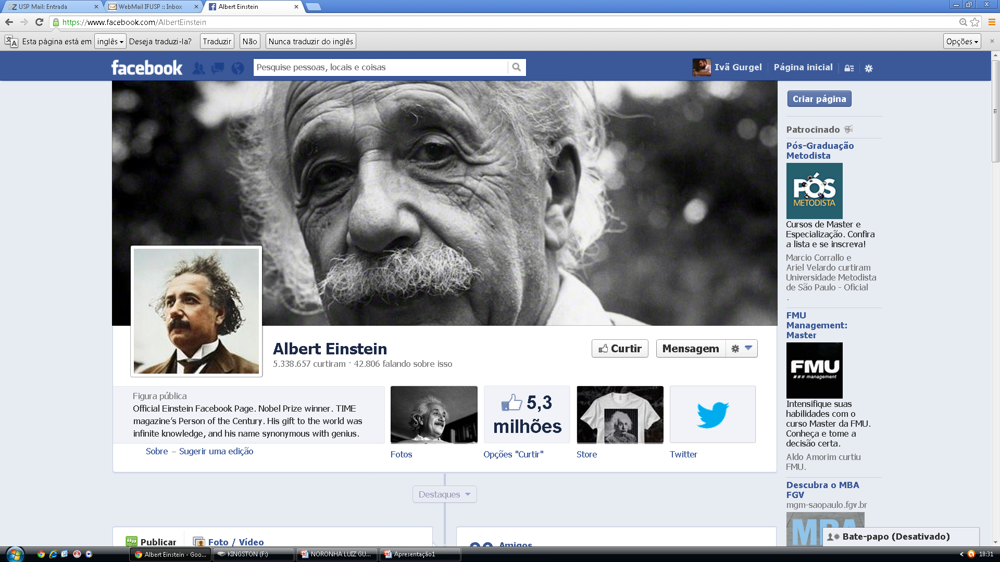 USP Mail: Entrada
WebMail IFUSP :: Inbox
Albert Einstein
https://www.facebook.com/AlbertEinstein
Esta página está em inglês Deseja traduzi-la? Traduzir Não Nunca traduzir do inglês Opções
facebook
Pesquise pessoas, locais e coisas
Ivã Gurgel Página inicial
Albert Einstein
5.338.657 curtiram · 42.806 falando sobre isso
Curtir
Mensagem
Figura pública
Official Einstein Facebook Page. Nobel Prize winner. TIME
magazine's Person of the Century. His gift to the world was
infinite knowledge, and his name synonymous with genius.
Sobre – Sugerir uma edição
Fotos
5,3
milhões
Opções "Curtir"
Store
Twitter
Destaques
Publicar
Foto / Vídeo
Amigos
Criar página
Patrocinado
Pós-Graduação
Metodista
PÓS
METODISTA
Cursos de Master e
Especialização. Confira
a lista e se inscreva!
Marcio Corrallo e
Ariel Velardo curtiram
Universidade Metodista
de São Paulo - Oficial
.
FMU
Management:
Master
FMU
management
Intensifique suas
habilidades com o
curso Master da FMU.
Conheça e tome a
decisão certa.
Aldo Amorim curtiu
FMU.
Descubra o MBA
FGV
mgm-saopaulo.fgv.br
MBA
Bate-papo (Desativado)
Albert Einstein - Goo...
KINGSTON (F:)
NORONHA LUIZ GU...
Apresentação1
18:31